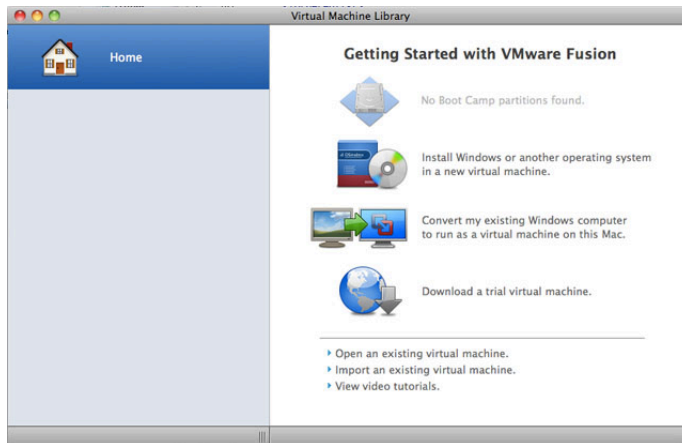 Virtual Machine Library
Home
Getting Started with VMware Fusion
No Boot Camp partitions found.
Install Windows or another operating system
in a new virtual machine.
Convert my existing Windows computer
to run as a virtual machine on this Mac.
Download a trial virtual machine.
Open an existing virtual machine.
Import an existing virtual machine.
View video tutorials.